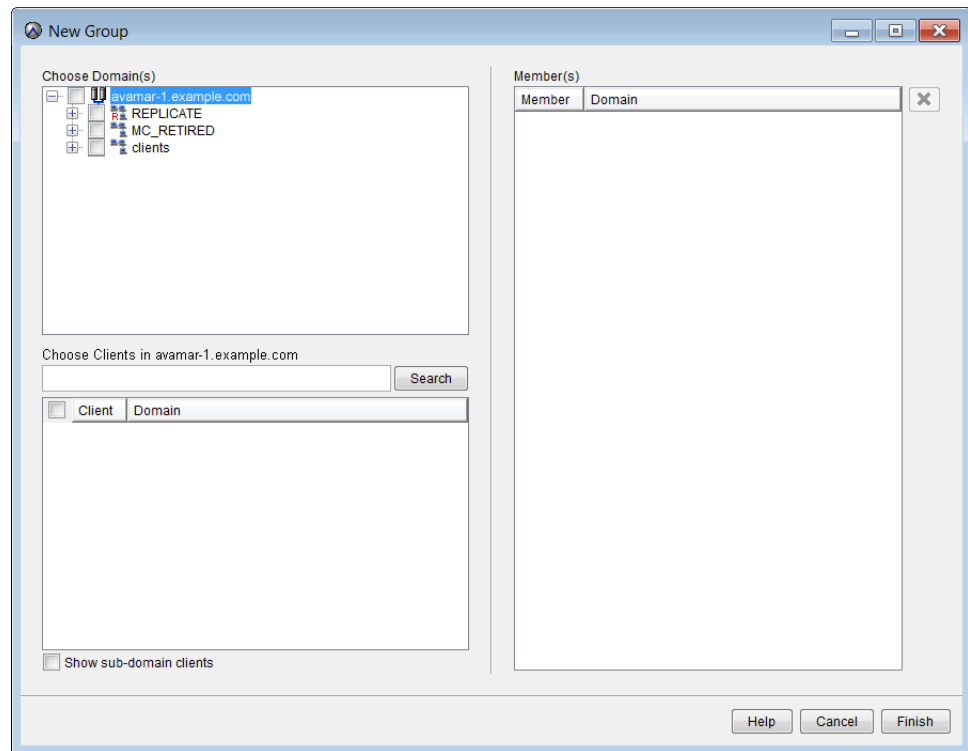 New Group
Choose Domain(s)
avamar-1.example.com
REPLICATE
MC_RETIRED
clients
Choose Clients in avamar-1.example.com
Search
Client Domain
Show sub-domain clients
Member(s)
Member Domain
Help Cancel Finish